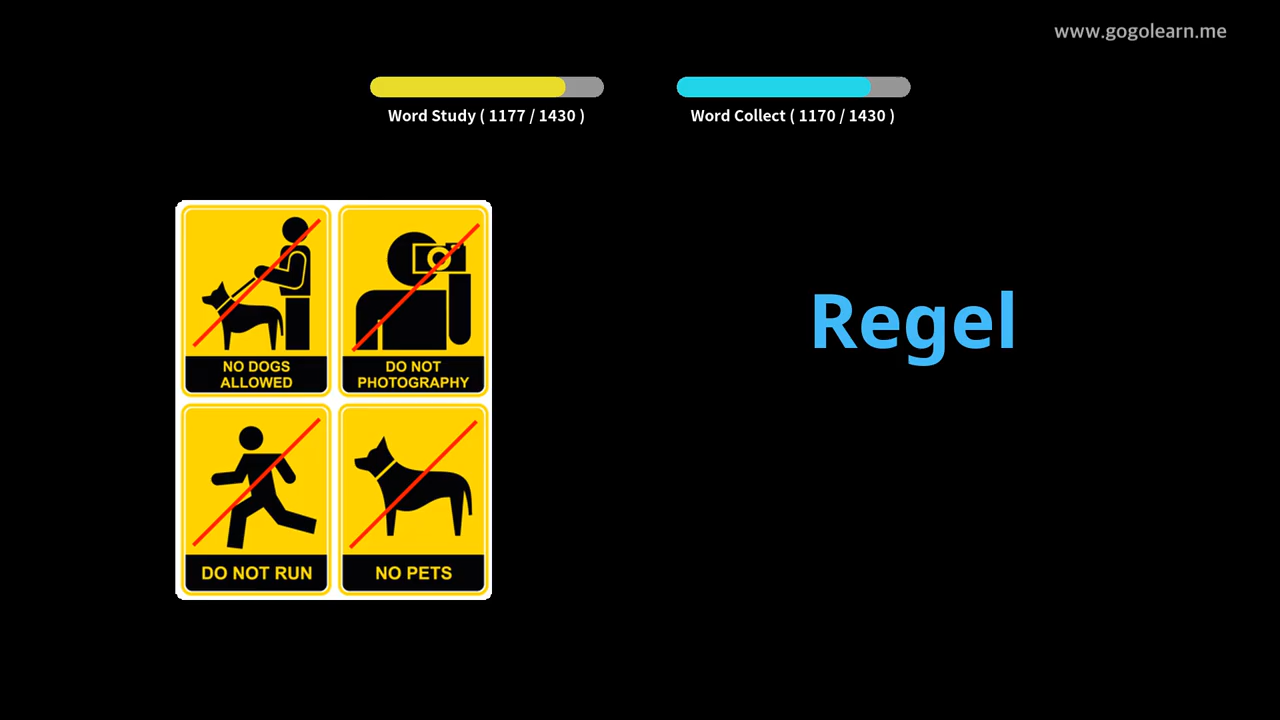 www.gogolearn.me
Word Study ( 1177 / 1430 )
Word Collect ( 1170 / 1430 )
NO DOGS
ALLOWED
DO NOT
PHOTOGRAPHY
DO NOT RUN
NO PETS
Regel